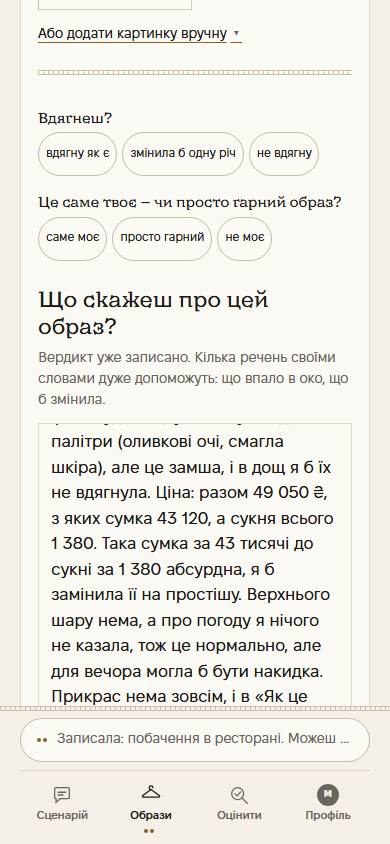 Або додати картинку вручну
Вдягнеш?
вдягну як є
змінила б одну річ
не вдягну
Це саме твоє — чи просто гарний образ?
саме моє
просто гарний
не моє
Що скажеш про цей
образ?
Вердикт уже записано. Кілька речень своїми
словами дуже допоможуть: що впало в око, що
б змінила.
палітри (оливкові очі, смагла
шкіра), але це замша, і в дощ я б їх
не вдягнула. Ціна: разом 49 050 ₴,
з яких сумка 43 120, а сукня всього
1 380. Така сумка за 43 тисячі до
сукні за 1 380 абсурдна, я б
замінила її на простішу. Верхнього
шару нема, а про погоду я нічого
не казала, тож це нормально, але
для вечора могла б бути накидка.
Прикрас нема зовсім, і в «Як це
Записала: побачення в ресторані. Можеш ...
Сценарій
Образи
Оцінити
М
Профіль